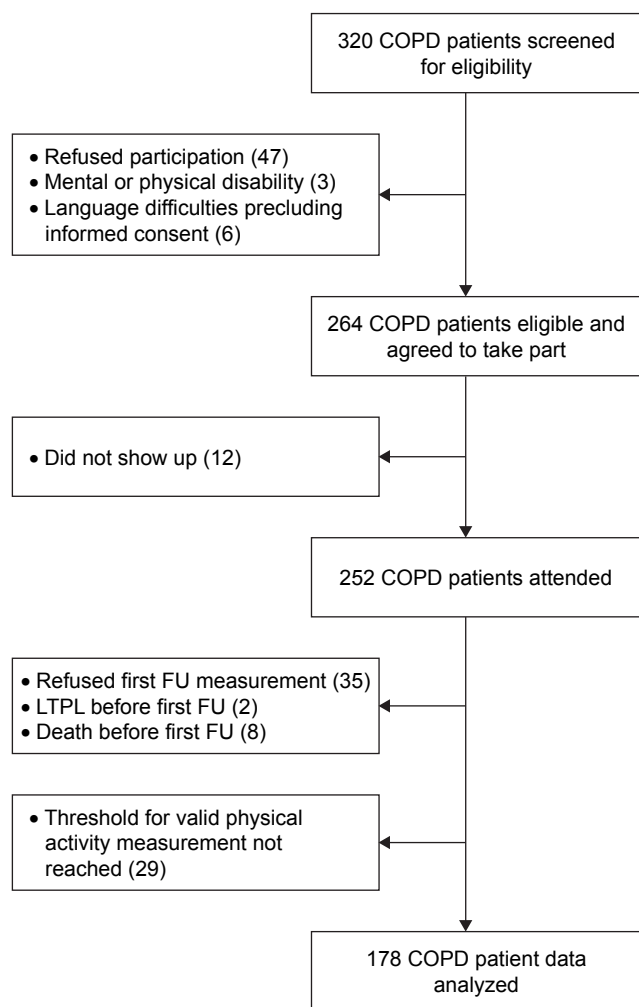 320 COPD patients screened
for eligibility
• Refused participation (47)
• Mental or physical disability (3)
• Language difficulties precluding
informed consent (6)
264 COPD patients eligible and
agreed to take part
• Did not show up (12)
252 COPD patients attended
• Refused first FU measurement (35)
• LTPL before first FU (2)
• Death before first FU (8)
• Threshold for valid physical
activity measurement not
reached (29)
178 COPD patient data
analyzed